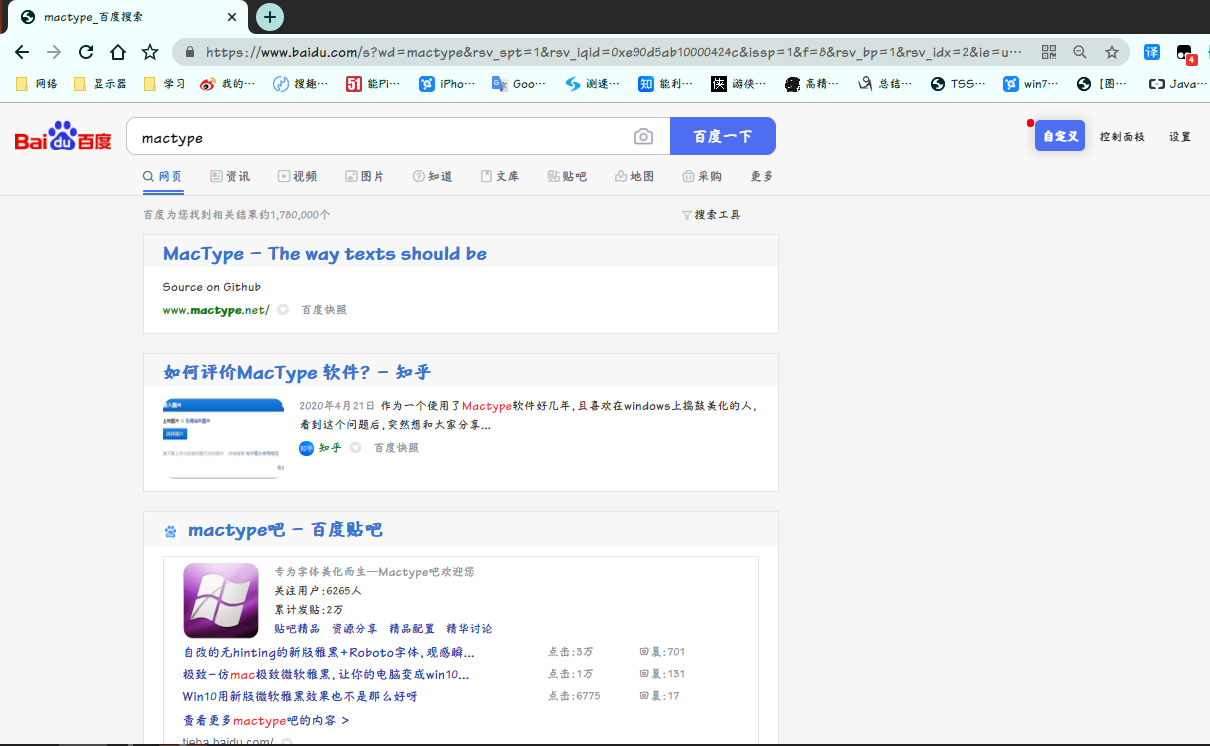 mactype_百度搜索
https://www.baidu.com/s?wd=mactype&rsv_spt=1&rsv_iqid=0xe90d5ab10000424c&issp=1&f=8&rsv_bp=1&rsv_idx=2&ie=u…
译 4
网络 显示器 学习 我的… 搜趣… 能Pi… iPho… Goo… 测速… 能利… 游侠… 高精… 总结… TSS… win7… 【图… Java…
Bai du 百度 mactype 百度一下 自定义 控制面板 设置
网页 资讯 视频 图片 知道 文库 贴吧 地图 采购 更多
百度为您找到相关结果约1,780,000个 搜索工具
MacType - The way texts should be
Source on Github
www.mactype.net/ 百度快照
如何评价MacType 软件? - 知乎
2020年4月21日 作为一个使用了Mactype软件好几年,且喜欢在windows上捣鼓美化的人,
看到这个问题后,突然想和大家分享...
知乎 知乎 百度快照
mactype吧 - 百度贴吧
专为字体美化而生—Mactype吧欢迎您
关注用户:6265人
累计发贴:2万
贴吧精品 资源分享 精品配置 精华讨论
自改的无hinting的新版雅黑+Roboto字体,观感瞬... 点击:3万 回复:701
极致-仿mac极致微软雅黑,让你的电脑变成win10... 点击:1万 回复:131
Win10用新版微软雅黑效果也不是那么好呀 点击:6775 回复:17
查看更多mactype吧的内容 >
tieba.baidu.com/